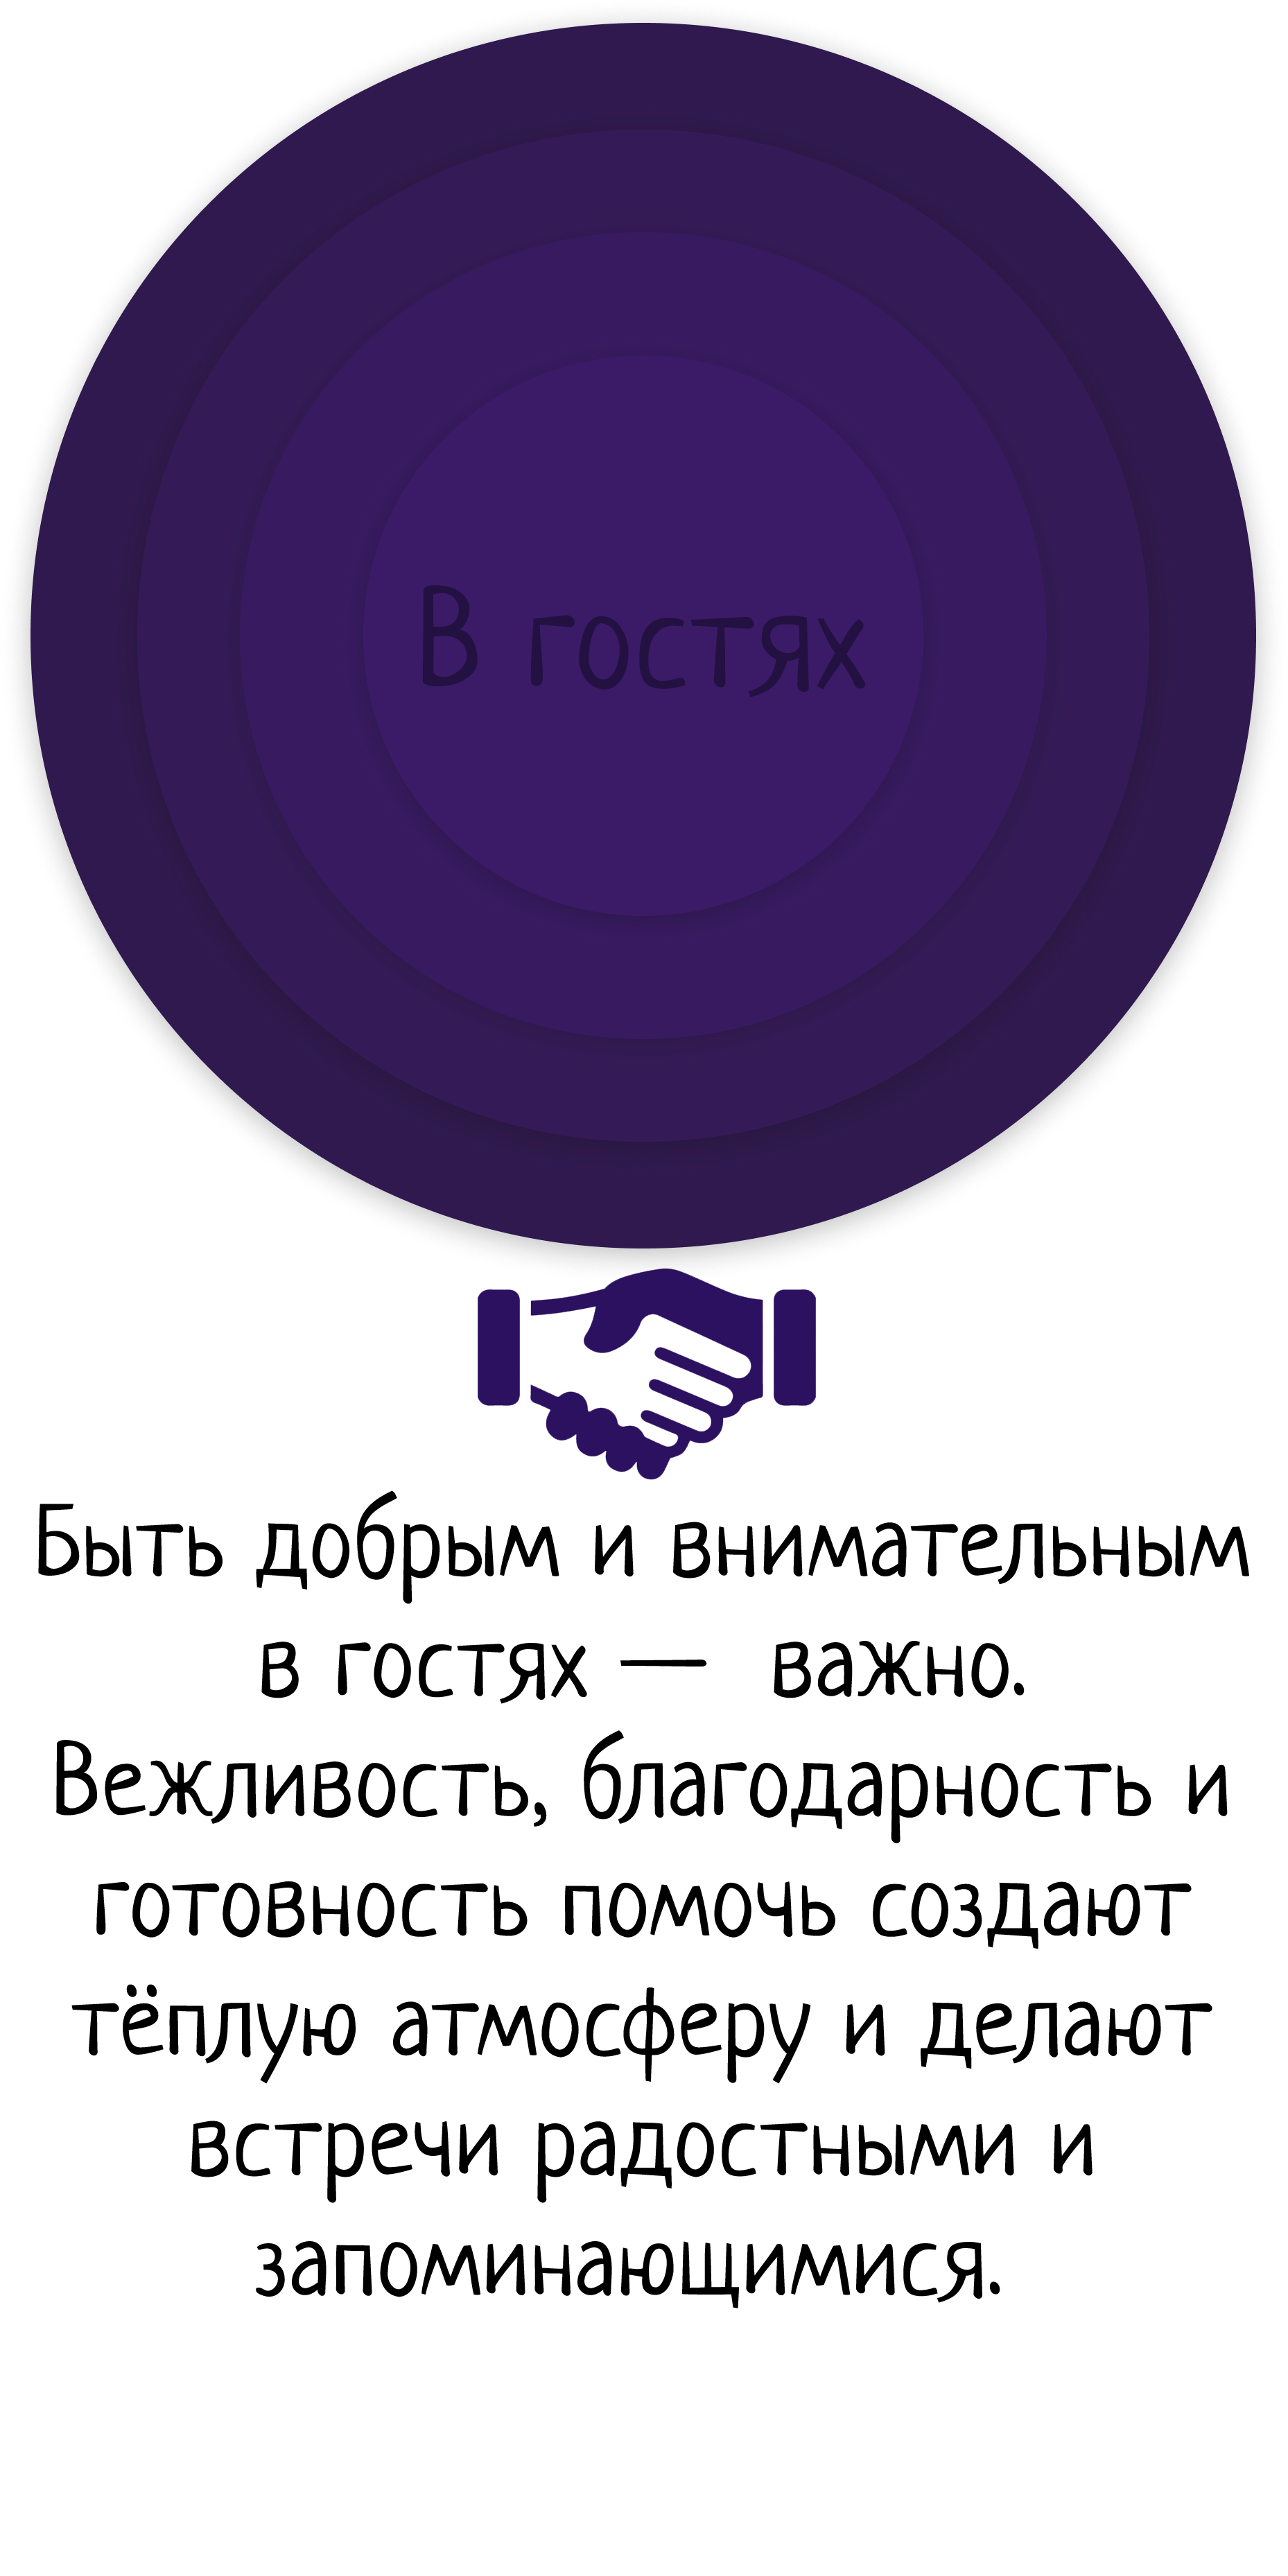 В гостях
Быть добрым и внимательным
в гостях — важно.
Вежливость, благодарность и
готовность помочь создают
тёплую атмосферу и делают
встречи радостными и
запоминающимися.